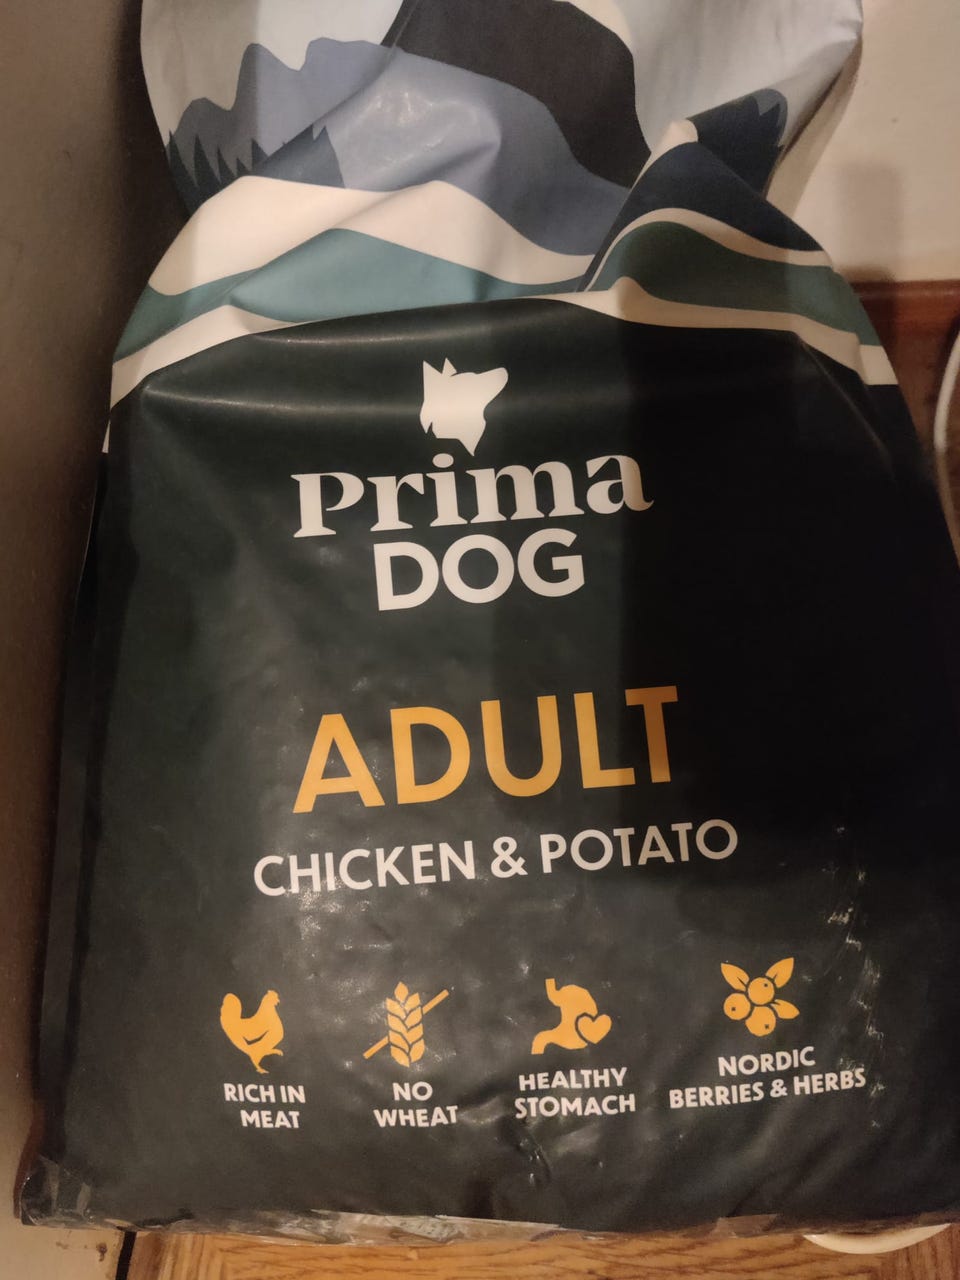 Prima
DOG
ADULT
CHICKEN & POTATO
RICH IN
MEAT
NO
WHEAT
HEALTHY
STOMACH
NORDIC
BERRIES & HERBS